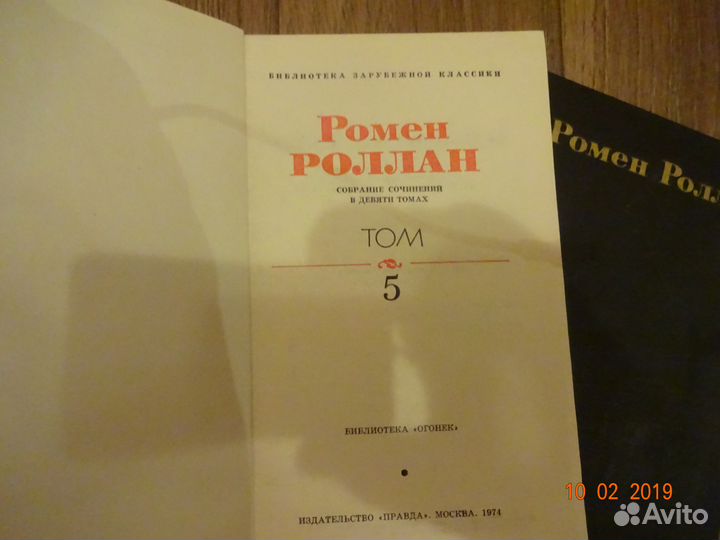 БИБЛИОТЕКА ЗАРУБЕЖНОЙ КЛАССИКИ
Ромен
РОЛЛАН
СОБРАНИЕ СОЧИНЕНИЙ
В ДЕВЯТИ ТОМАХ
ТОМ
5
БИБЛИОТЕКА «ОГОНЕК»
ИЗДАТЕЛЬСТВО «ПРАВДА». МОСКВА. 1974
Ромен Ролл
10 02 2019
Avito